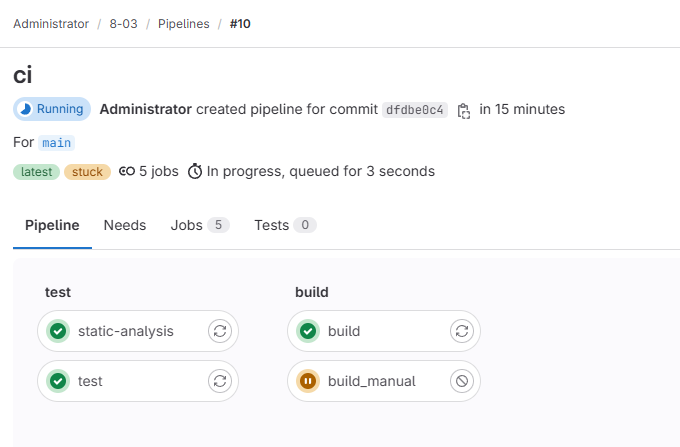 Administrator / 8-03 / Pipelines / #10
ci
Running Administrator created pipeline for commit dfdbe0c4 in 15 minutes
For main
latest stuck 5 jobs In progress, queued for 3 seconds
Pipeline Needs Jobs 5 Tests 0
test build
static-analysis build
test build_manual